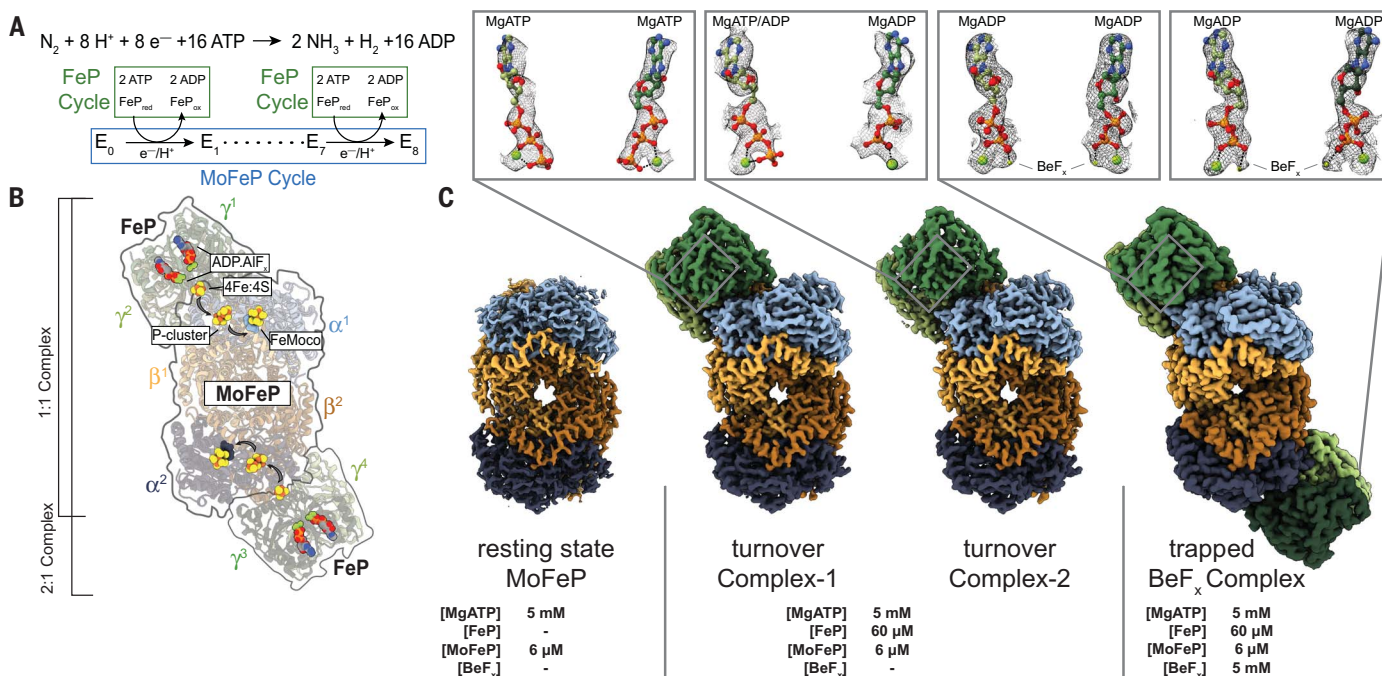 A
N₂ + 8 H⁺ + 8 e⁻ +16 ATP ⟶ 2 NH₃ + H₂ +16 ADP
FeP Cycle
2 ATP 2 ADP
FeP_red FeP_ox
FeP Cycle
2 ATP 2 ADP
FeP_red FeP_ox
E₀ E₁ ········ E₇ E₈
e⁻/H⁺ e⁻/H⁺
MoFeP Cycle
MgATP MgATP
MgATP/ADP MgADP
MgADP MgADP
BeFₓ
MgADP MgADP
BeFₓ
B
1:1 Complex
2:1 Complex
FeP
γ¹
ADP.AlFₓ
4Fe:4S
γ²
P-cluster
FeMoco
α¹
β¹
MoFeP
β²
α²
γ⁴
γ³
FeP
C
resting state
MoFeP
[MgATP] 5 mM
[FeP] -
[MoFeP] 6 µM
[BeFₓ] -
turnover
Complex-1
turnover
Complex-2
[MgATP] 5 mM
[FeP] 60 µM
[MoFeP] 6 µM
[BeFₓ] -
trapped
BeFₓ Complex
[MgATP] 5 mM
[FeP] 60 µM
[MoFeP] 6 µM
[BeFₓ] 5 mM